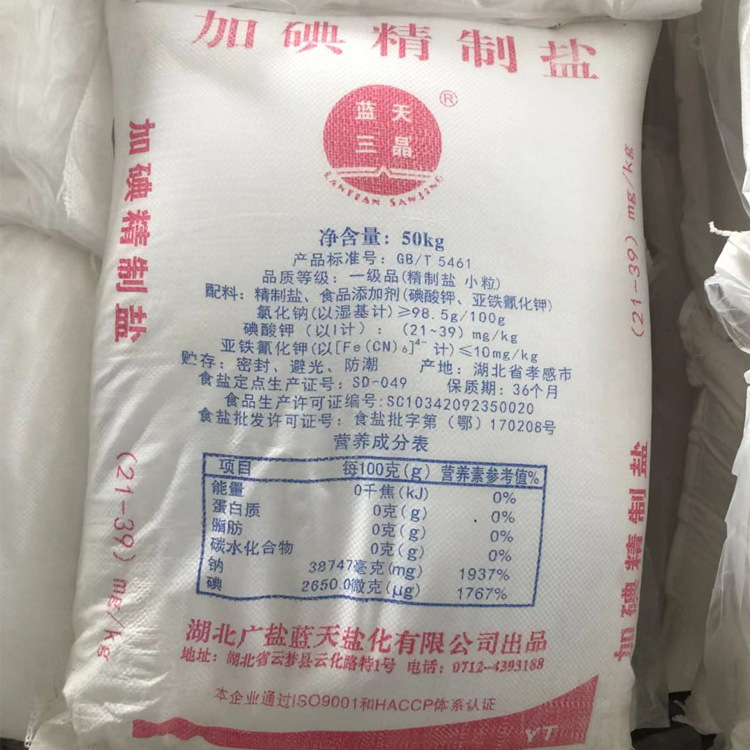 加碘精制盐
蓝天
三晶
®
LANTIAN SANJING
加碘精制盐
(21-39) mg/kg
净含量：50kg
产品标准号：GB/T 5461
品质等级：一级品(精制盐 小粒)
配料：精制盐、食品添加剂(碘酸钾、亚铁氰化钾)
氯化钠(以湿基计)≥98.5g/100g
碘酸钾（以I计）：（21~39）mg/kg
亚铁氰化钾(以[Fe(CN)6]4-计)≤10mg/kg
贮存：密封、避光、防潮 产地：湖北省孝感市
食盐定点生产证号：SD-049 保质期：36个月
食品生产许可证编号:SC10342092350020
食盐批发许可证号：食盐批字第（鄂）170208号
营养成分表
项目 每100克(g) 营养素参考值%
能量 0千焦(kJ) 0%
蛋白质 0克(g) 0%
脂肪 0克(g) 0%
碳水化合物 0克(g) 0%
钠 38747毫克(mg) 1937%
碘 2650.0微克(μg) 1767%
湖北广盐蓝天盐化有限公司出品
地址：湖北省云梦县云化路特1号 电话：0712-4393188
本企业通过ISO9001和HACCP体系认证
YT
(21-39) mg/kg
加碘精制盐